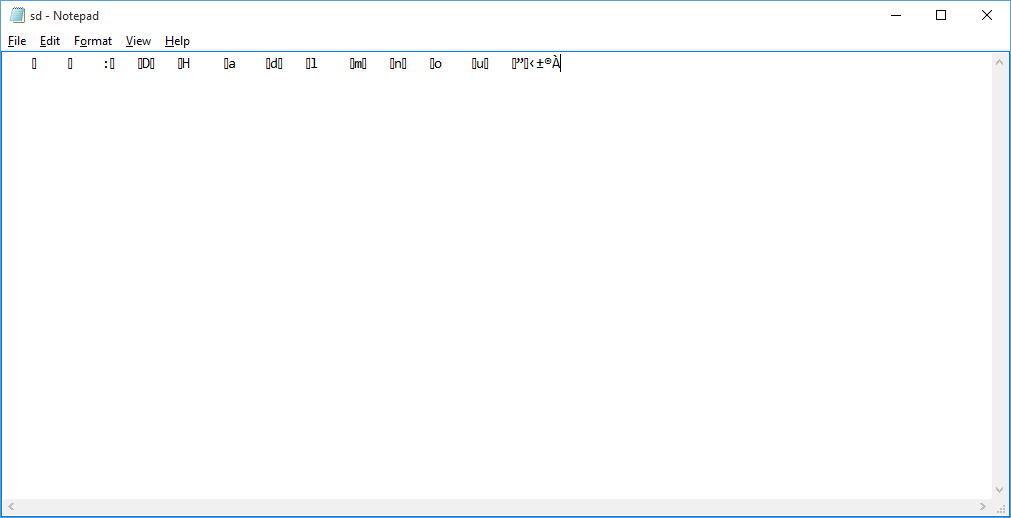 sd - Notepad
File Edit Format View Help
▯ ▯ :▯ ▯D▯ ▯H ▯a ▯d▯ ▯l ▯m▯ ▯n▯ ▯o ▯u▯ ▯”▯‹±®À